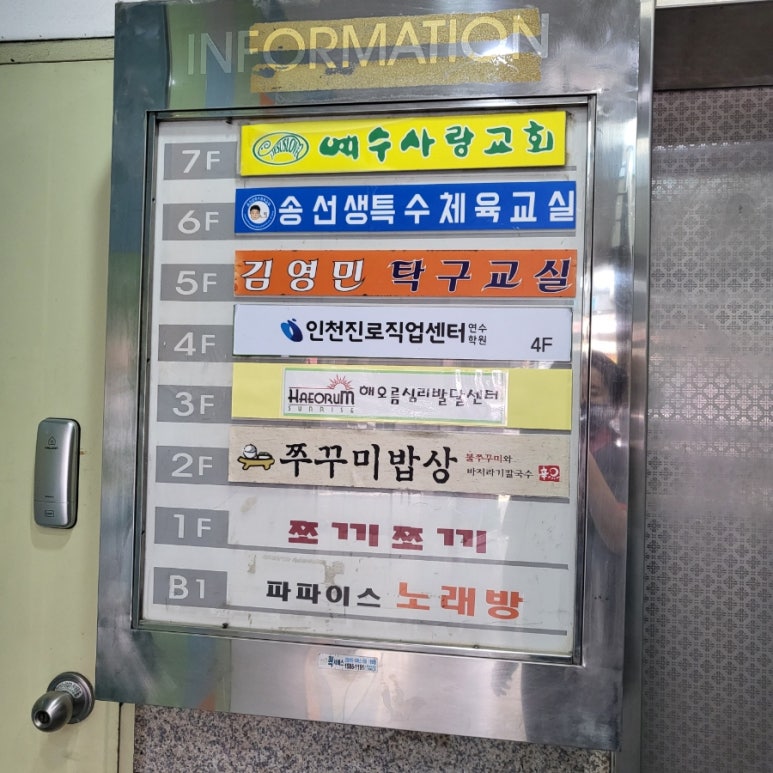 INFORMATION
7F 예수사랑교회
6F 송선생특수체육교실
5F 김영민 탁구교실
4F 인천진로직업센터 연수학원 4F
3F HAEORUM SUNRISE 해오름심리발달센터
2F 쭈꾸미밥상 불쭈꾸미와 바지락기칼국수
1F 쪼끼쪼끼
B1 파파이스 노래방